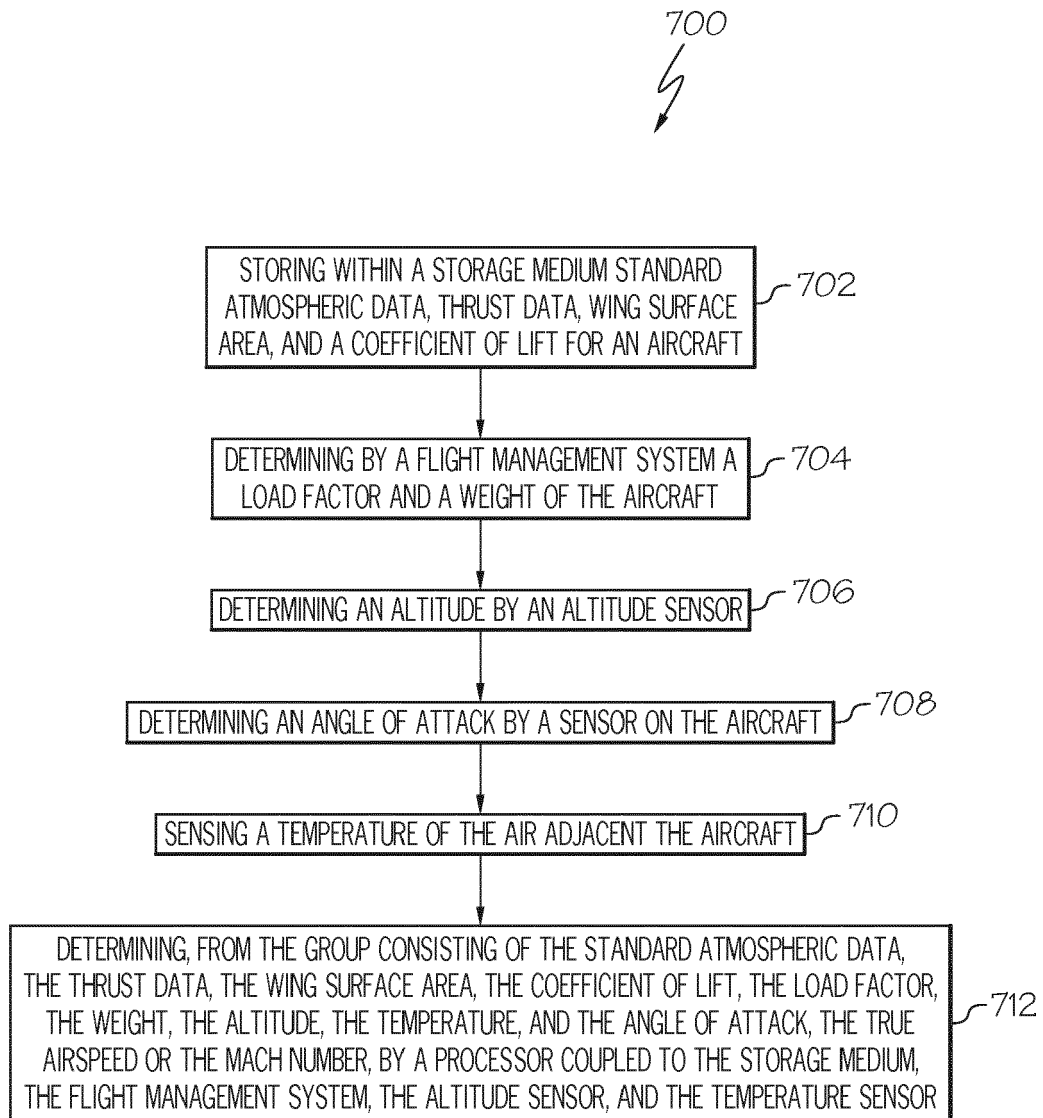 700
STORING WITHIN A STORAGE MEDIUM STANDARD
ATMOSPHERIC DATA, THRUST DATA, WING SURFACE
AREA, AND A COEFFICIENT OF LIFT FOR AN AIRCRAFT
702
DETERMINING BY A FLIGHT MANAGEMENT SYSTEM A
LOAD FACTOR AND A WEIGHT OF THE AIRCRAFT
704
DETERMINING AN ALTITUDE BY AN ALTITUDE SENSOR
706
DETERMINING AN ANGLE OF ATTACK BY A SENSOR ON THE AIRCRAFT
708
SENSING A TEMPERATURE OF THE AIR ADJACENT THE AIRCRAFT
710
DETERMINING, FROM THE GROUP CONSISTING OF THE STANDARD ATMOSPHERIC DATA,
THE THRUST DATA, THE WING SURFACE AREA, THE COEFFICIENT OF LIFT, THE LOAD FACTOR,
THE WEIGHT, THE ALTITUDE, THE TEMPERATURE, AND THE ANGLE OF ATTACK, THE TRUE
AIRSPEED OR THE MACH NUMBER, BY A PROCESSOR COUPLED TO THE STORAGE MEDIUM,
THE FLIGHT MANAGEMENT SYSTEM, THE ALTITUDE SENSOR, AND THE TEMPERATURE SENSOR
712